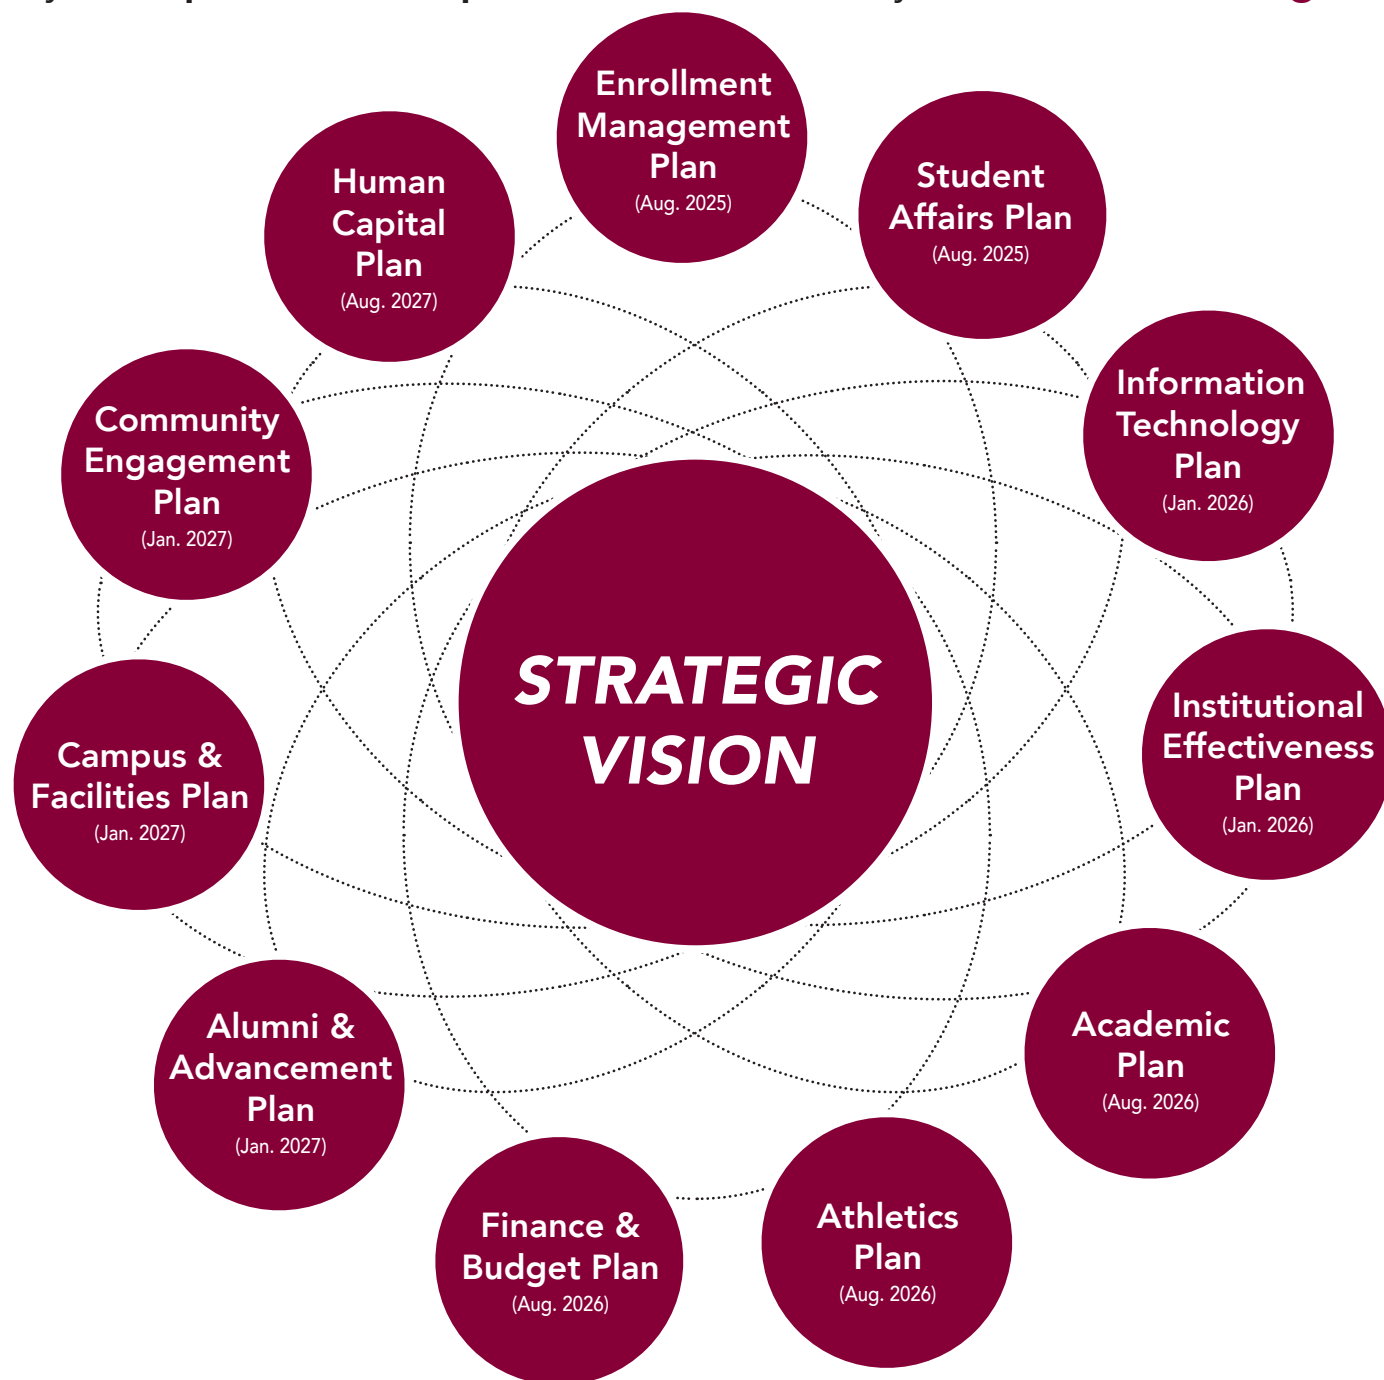 Enrollment
Management
Plan
(Aug. 2025)
Student
Affairs Plan
(Aug. 2025)
Information
Technology
Plan
(Jan. 2026)
Institutional
Effectiveness
Plan
(Jan. 2026)
Academic
Plan
(Aug. 2026)
Athletics
Plan
(Aug. 2026)
Finance &
Budget Plan
(Aug. 2026)
Alumni &
Advancement
Plan
(Jan. 2027)
Campus &
Facilities Plan
(Jan. 2027)
Community
Engagement
Plan
(Jan. 2027)
Human
Capital
Plan
(Aug. 2027)
STRATEGIC
VISION